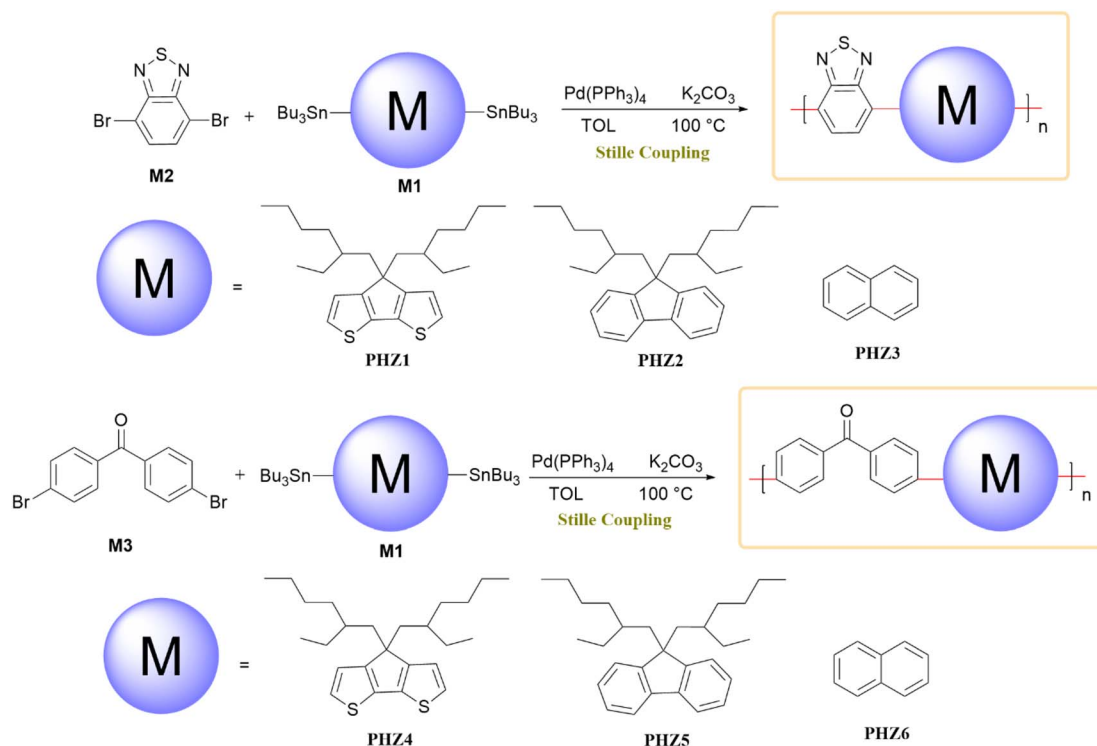 S
N N
Br Br
M2
+
Bu₃Sn M SnBu₃
M1
Pd(PPh₃)₄ K₂CO₃
TOL 100 °C
Stille Coupling
S
N N
M
n
M
=
S S
PHZ1
PHZ2
PHZ3
O
Br Br
M3
+
Bu₃Sn M SnBu₃
M1
Pd(PPh₃)₄ K₂CO₃
TOL 100 °C
Stille Coupling
O
M
n
M
=
S S
PHZ4
PHZ5
PHZ6